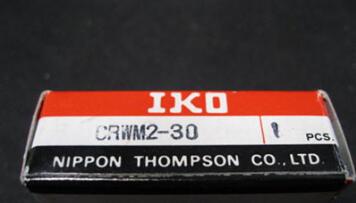 IKO
CRWM2-30 1 PCS.
NIPPON THOMPSON CO., LTD.